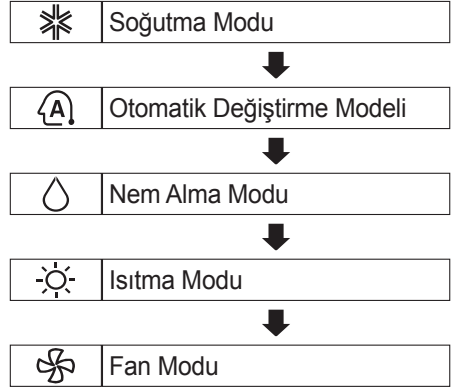 Soğutma Modu
A Otomatik Değiştirme Modeli
Nem Alma Modu
Isıtma Modu
Fan Modu